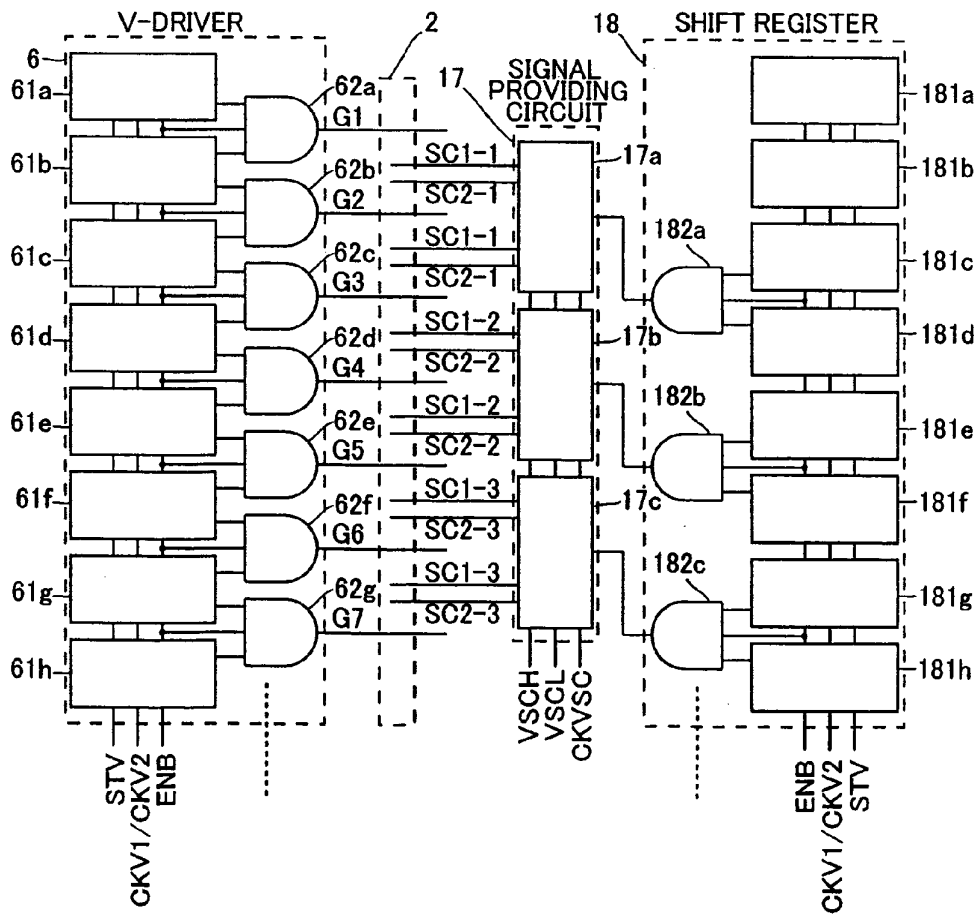 V-DRIVER
2
18
SHIFT REGISTER
6
61a
61b
61c
61d
61e
61f
61g
61h
62a
G1
62b
G2
62c
G3
62d
G4
62e
G5
62f
G6
62g
G7
17
SIGNAL
PROVIDING
CIRCUIT
SC1-1
SC2-1
SC1-1
SC2-1
SC1-2
SC2-2
SC1-2
SC2-2
SC1-3
SC2-3
SC1-3
SC2-3
17a
17b
17c
182a
182b
182c
181a
181b
181c
181d
181e
181f
181g
181h
STV
CKV1/CKV2
ENB
VSCH
VSCL
CKVSC
ENB
CKV1/CKV2
STV